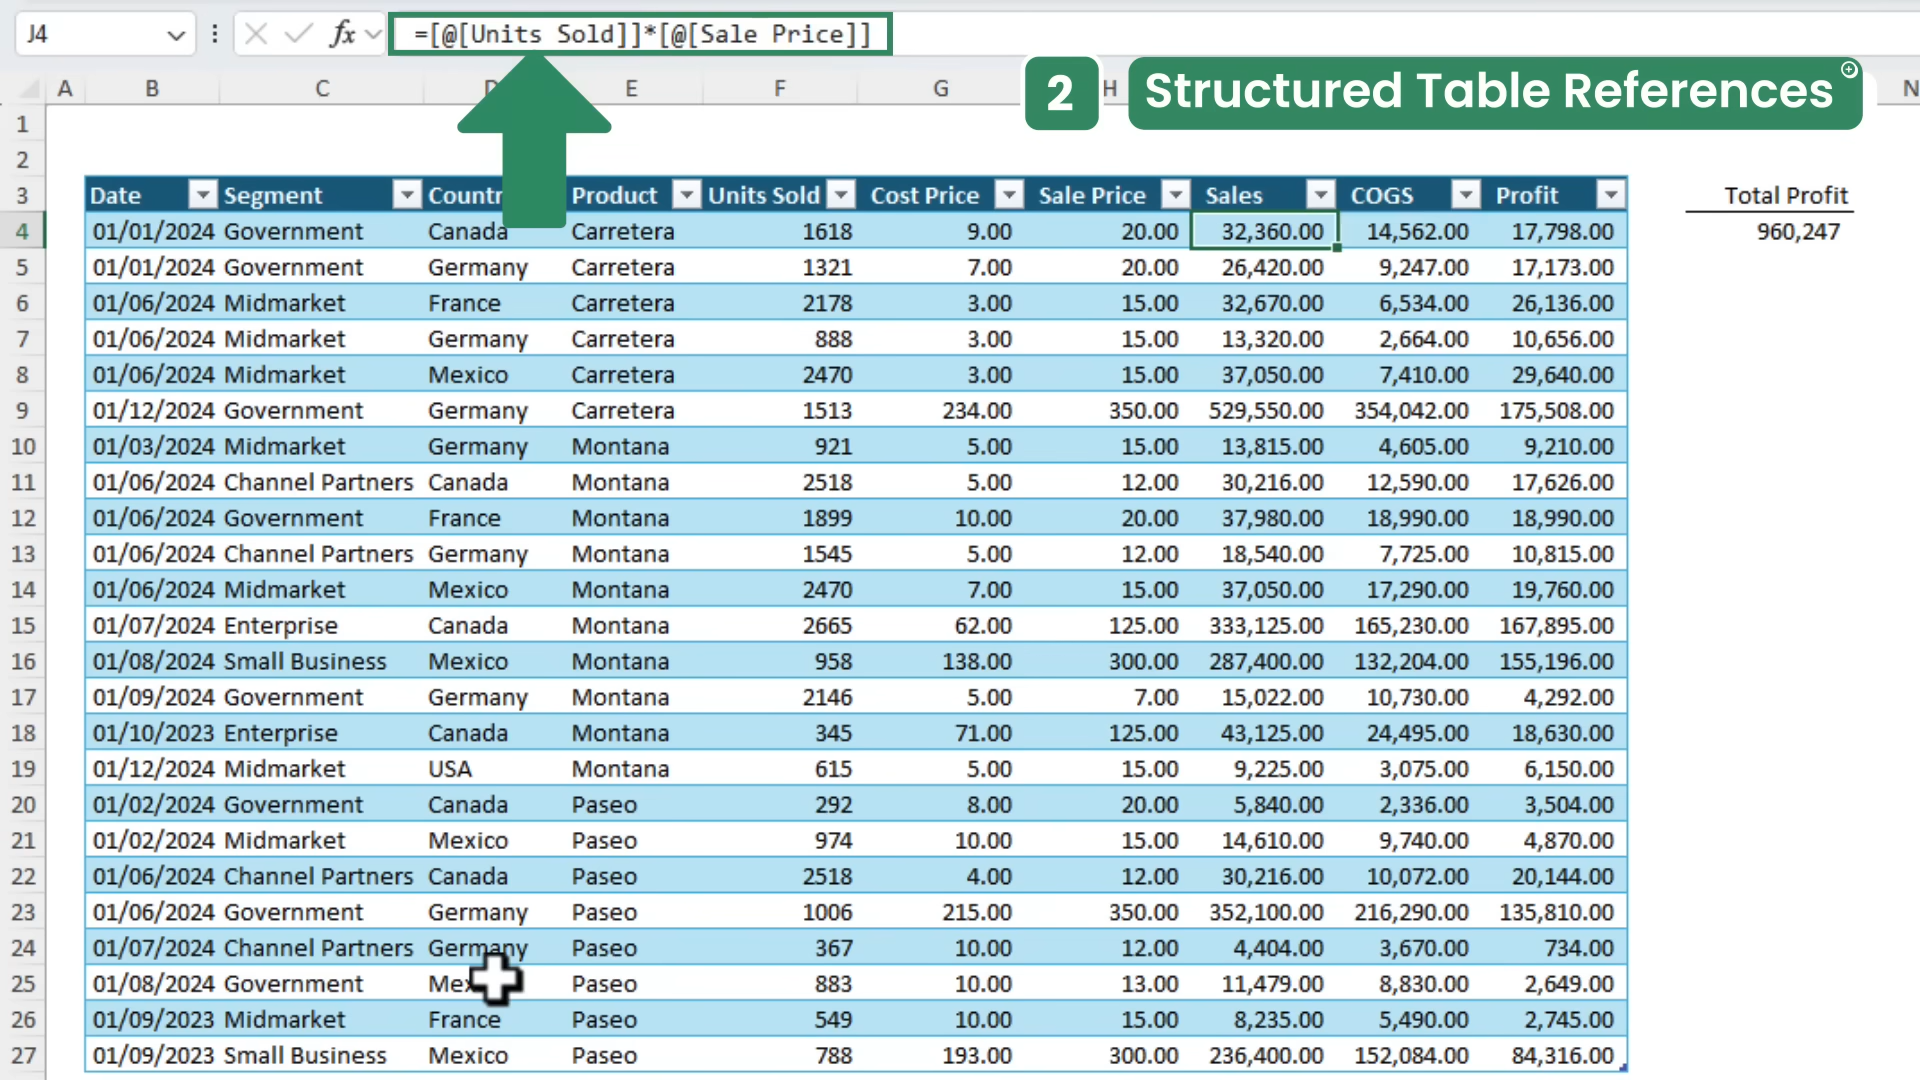 J4 fx =[@[Units Sold]]*[@[Sale Price]]
2 Structured Table References
A B C D E F G H N
1
2
3 Date Segment Countr Product Units Sold Cost Price Sale Price Sales COGS Profit Total Profit
4 01/01/2024 Government Canada Carretera 1618 9.00 20.00 32,360.00 14,562.00 17,798.00 960,247
5 01/01/2024 Government Germany Carretera 1321 7.00 20.00 26,420.00 9,247.00 17,173.00
6 01/06/2024 Midmarket France Carretera 2178 3.00 15.00 32,670.00 6,534.00 26,136.00
7 01/06/2024 Midmarket Germany Carretera 888 3.00 15.00 13,320.00 2,664.00 10,656.00
8 01/06/2024 Midmarket Mexico Carretera 2470 3.00 15.00 37,050.00 7,410.00 29,640.00
9 01/12/2024 Government Germany Carretera 1513 234.00 350.00 529,550.00 354,042.00 175,508.00
10 01/03/2024 Midmarket Germany Montana 921 5.00 15.00 13,815.00 4,605.00 9,210.00
11 01/06/2024 Channel Partners Canada Montana 2518 5.00 12.00 30,216.00 12,590.00 17,626.00
12 01/06/2024 Government France Montana 1899 10.00 20.00 37,980.00 18,990.00 18,990.00
13 01/06/2024 Channel Partners Germany Montana 1545 5.00 12.00 18,540.00 7,725.00 10,815.00
14 01/06/2024 Midmarket Mexico Montana 2470 7.00 15.00 37,050.00 17,290.00 19,760.00
15 01/07/2024 Enterprise Canada Montana 2665 62.00 125.00 333,125.00 165,230.00 167,895.00
16 01/08/2024 Small Business Mexico Montana 958 138.00 300.00 287,400.00 132,204.00 155,196.00
17 01/09/2024 Government Germany Montana 2146 5.00 7.00 15,022.00 10,730.00 4,292.00
18 01/10/2023 Enterprise Canada Montana 345 71.00 125.00 43,125.00 24,495.00 18,630.00
19 01/12/2024 Midmarket USA Montana 615 5.00 15.00 9,225.00 3,075.00 6,150.00
20 01/02/2024 Government Canada Paseo 292 8.00 20.00 5,840.00 2,336.00 3,504.00
21 01/02/2024 Midmarket Mexico Paseo 974 10.00 15.00 14,610.00 9,740.00 4,870.00
22 01/06/2024 Channel Partners Canada Paseo 2518 4.00 12.00 30,216.00 10,072.00 20,144.00
23 01/06/2024 Government Germany Paseo 1006 215.00 350.00 352,100.00 216,290.00 135,810.00
24 01/07/2024 Channel Partners Germany Paseo 367 10.00 12.00 4,404.00 3,670.00 734.00
25 01/08/2024 Government Mex Paseo 883 10.00 13.00 11,479.00 8,830.00 2,649.00
26 01/09/2023 Midmarket France Paseo 549 10.00 15.00 8,235.00 5,490.00 2,745.00
27 01/09/2023 Small Business Mexico Paseo 788 193.00 300.00 236,400.00 152,084.00 84,316.00